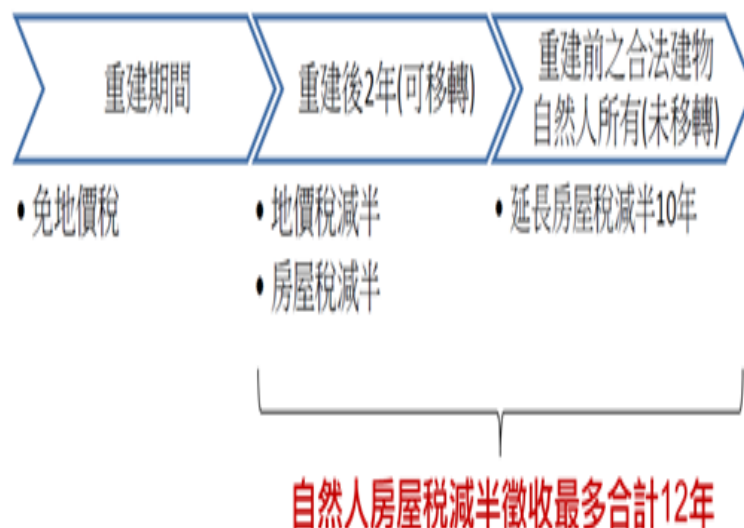 重建期間
重建後2年(可移轉)
重建前之合法建物
自然人所有(未移轉)
• 免地價稅
• 地價稅減半
• 房屋稅減半
• 延長房屋稅減半10年
自然人房屋稅減半徵收最多合計12年